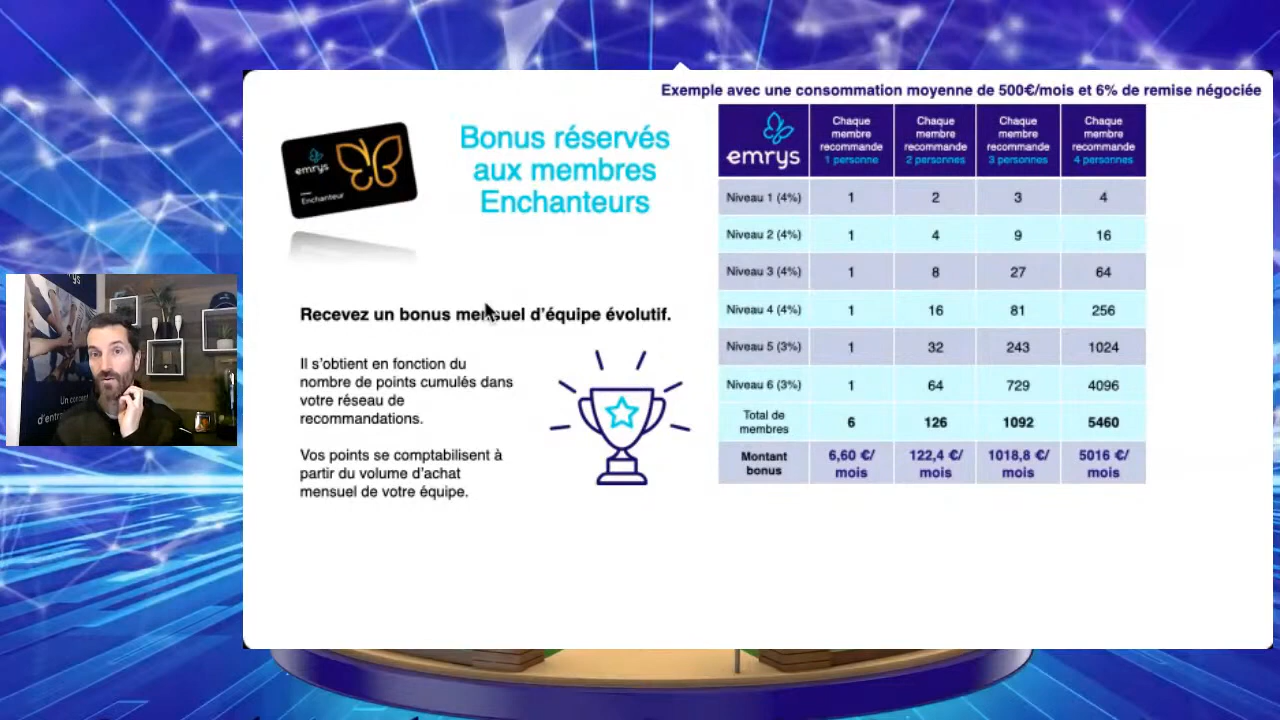 Exemple avec une consommation moyenne de 500€/mois et 6% de remise négociée
emrys
Enchanteur
Bonus réservés
aux membres
Enchanteurs
Recevez un bonus mensuel d'équipe évolutif.
Il s'obtient en fonction du
nombre de points cumulés dans
votre réseau de
recommandations.
Vos points se comptabilisent à
partir du volume d'achat
mensuel de votre équipe.
emrys
Chaque membre recommande 1 personne
Chaque membre recommande 2 personnes
Chaque membre recommande 3 personnes
Chaque membre recommande 4 personnes
Niveau 1 (4%) 1 2 3 4
Niveau 2 (4%) 1 4 9 16
Niveau 3 (4%) 1 8 27 64
Niveau 4 (4%) 1 16 81 256
Niveau 5 (3%) 1 32 243 1024
Niveau 6 (3%) 1 64 729 4096
Total de membres 6 126 1092 5460
Montant bonus 6,60 €/mois 122,4 €/mois 1018,8 €/mois 5016 €/mois
Un concept